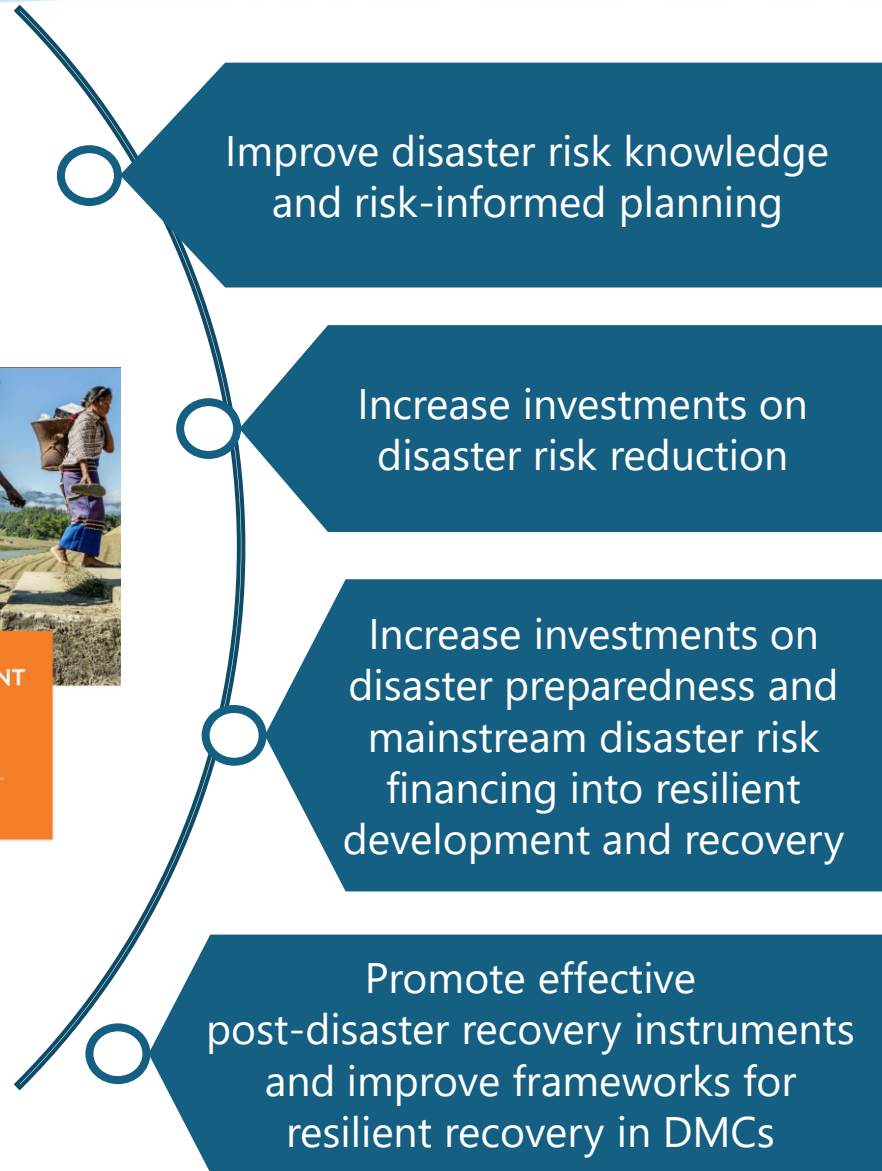 Improve disaster risk knowledge
and risk-informed planning
Increase investments on
disaster risk reduction
Increase investments on
disaster preparedness and
mainstream disaster risk
financing into resilient
development and recovery
Promote effective
post-disaster recovery instruments
and improve frameworks for
resilient recovery in DMCs
NT